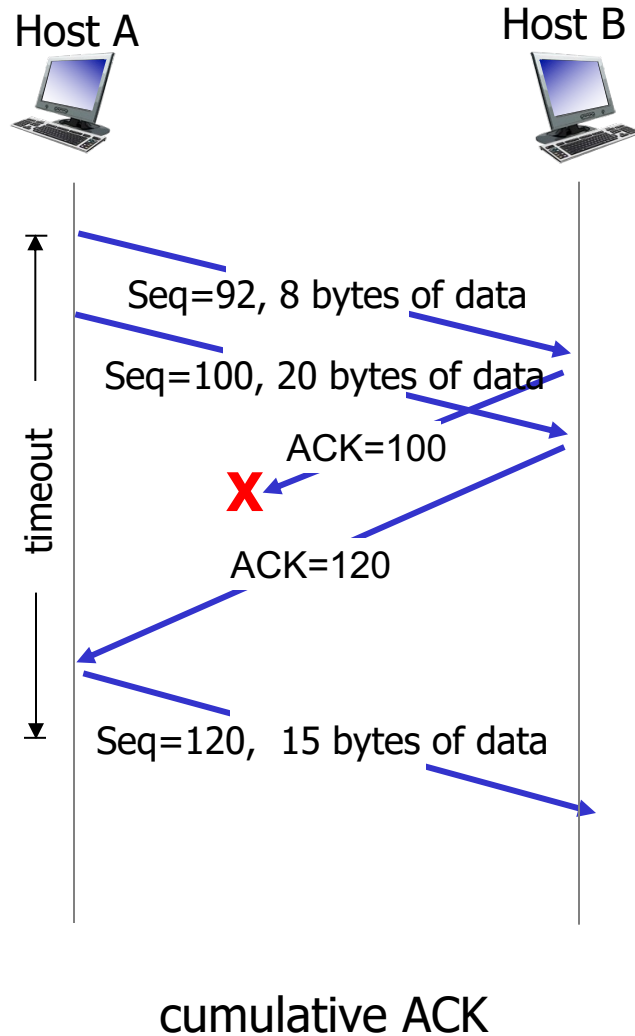 Host A
Host B
Seq=92, 8 bytes of data
Seq=100, 20 bytes of data
ACK=100
X
timeout
ACK=120
Seq=120, 15 bytes of data
cumulative ACK